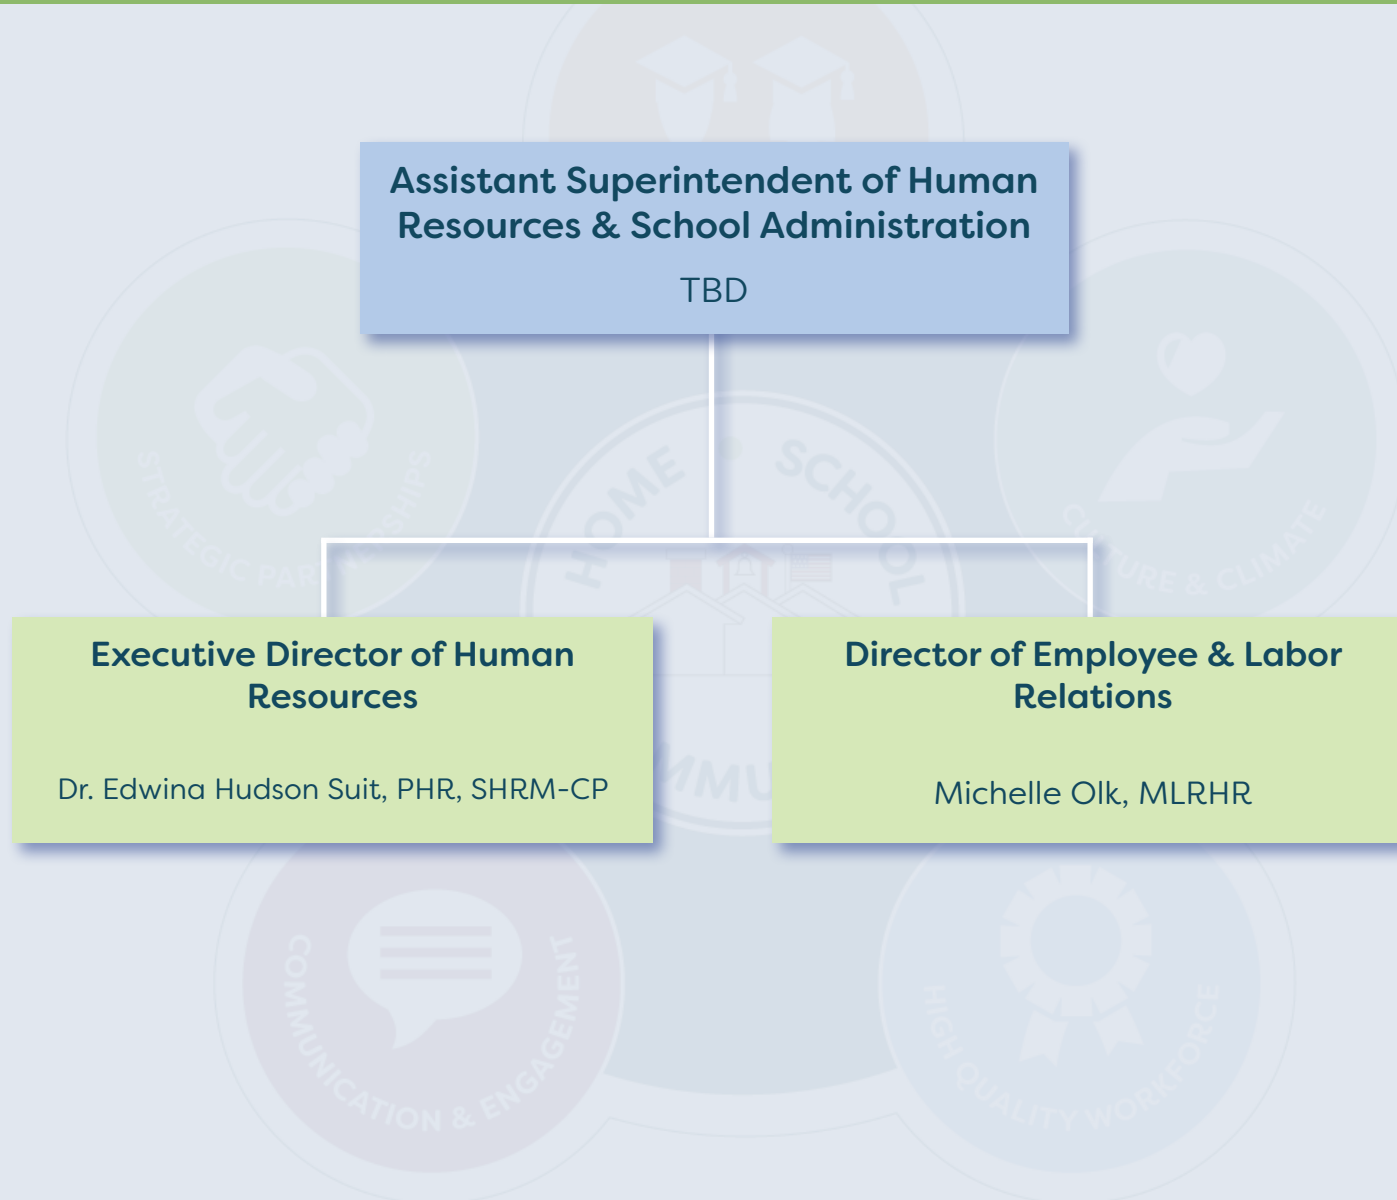 Assistant Superintendent of Human
Resources & School Administration
TBD
HOME SCHOOL
STRATEGIC PARTNERSHIPS
CULTURE & CLIMATE
Executive Director of Human
Resources
Dr. Edwina Hudson Suit, PHR, SHRM-CP
Director of Employee & Labor
Relations
Michelle Olk, MLRHR
COMMUNICATION & ENGAGEMENT
HIGH QUALITY WORKFORCE